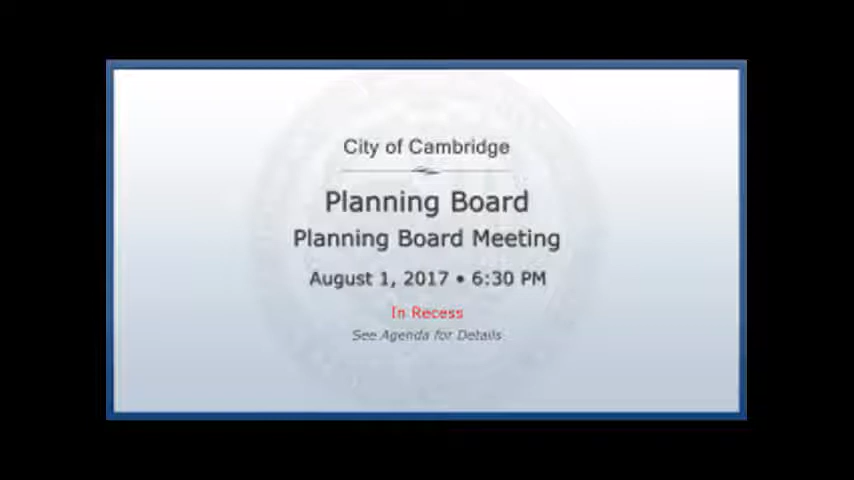 City of Cambridge
Planning Board
Planning Board Meeting
August 1, 2017 • 6:30 PM
In Recess
See Agenda for Details